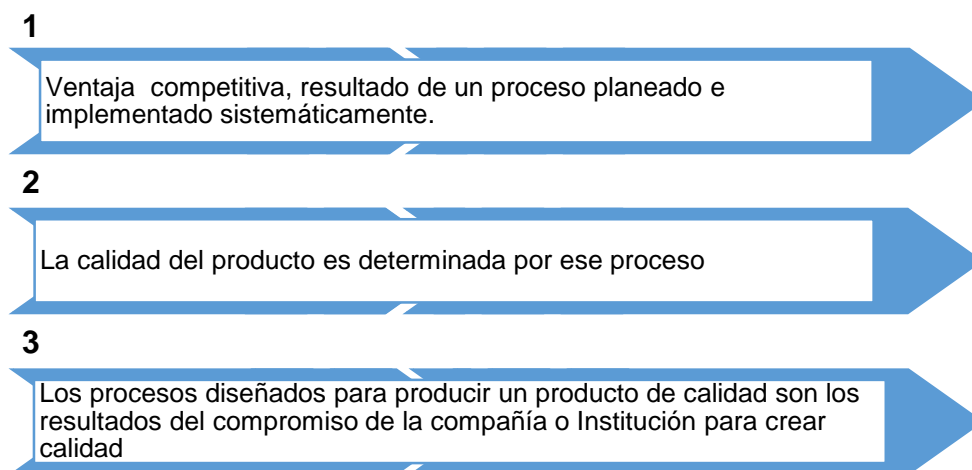 1
Ventaja  competitiva, resultado de un proceso planeado e
implementado sistemáticamente.
2
La calidad del producto es determinada por ese proceso
3
Los procesos diseñados para producir un producto de calidad son los
resultados del compromiso de la compañía o Institución para crear
calidad